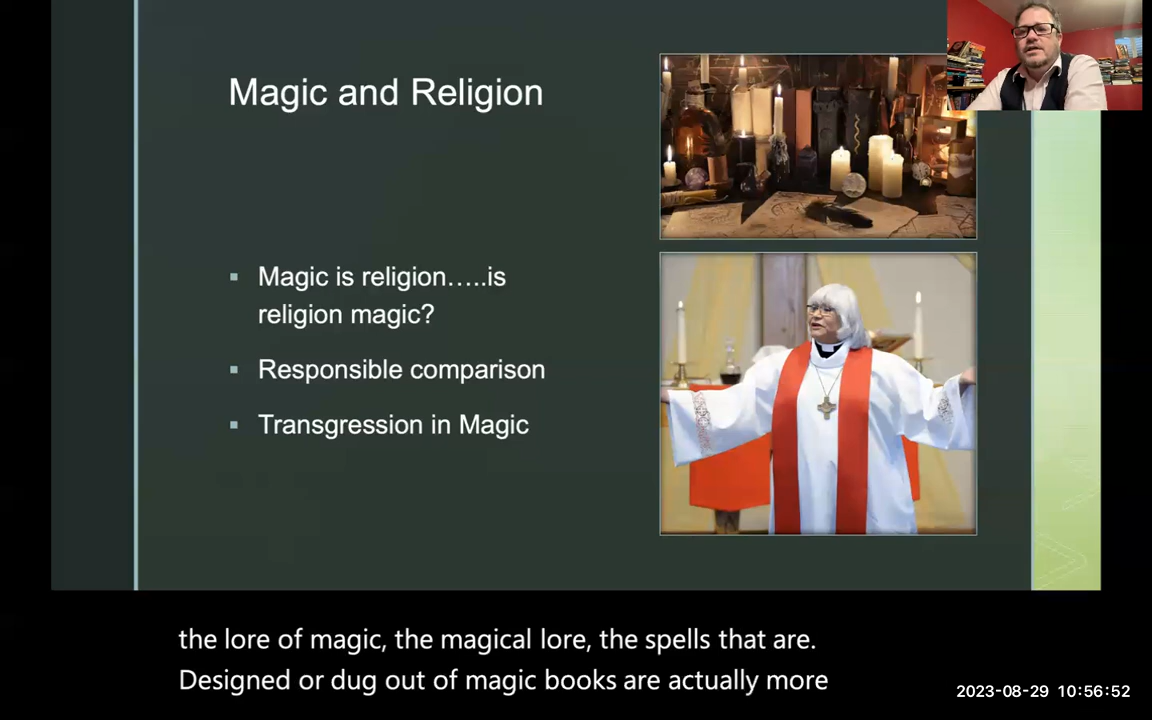 Magic and Religion
▪ Magic is religion.....is
religion magic?
▪ Responsible comparison
▪ Transgression in Magic
the lore of magic, the magical lore, the spells that are.
Designed or dug out of magic books are actually more
2023-08-29 10:56:52